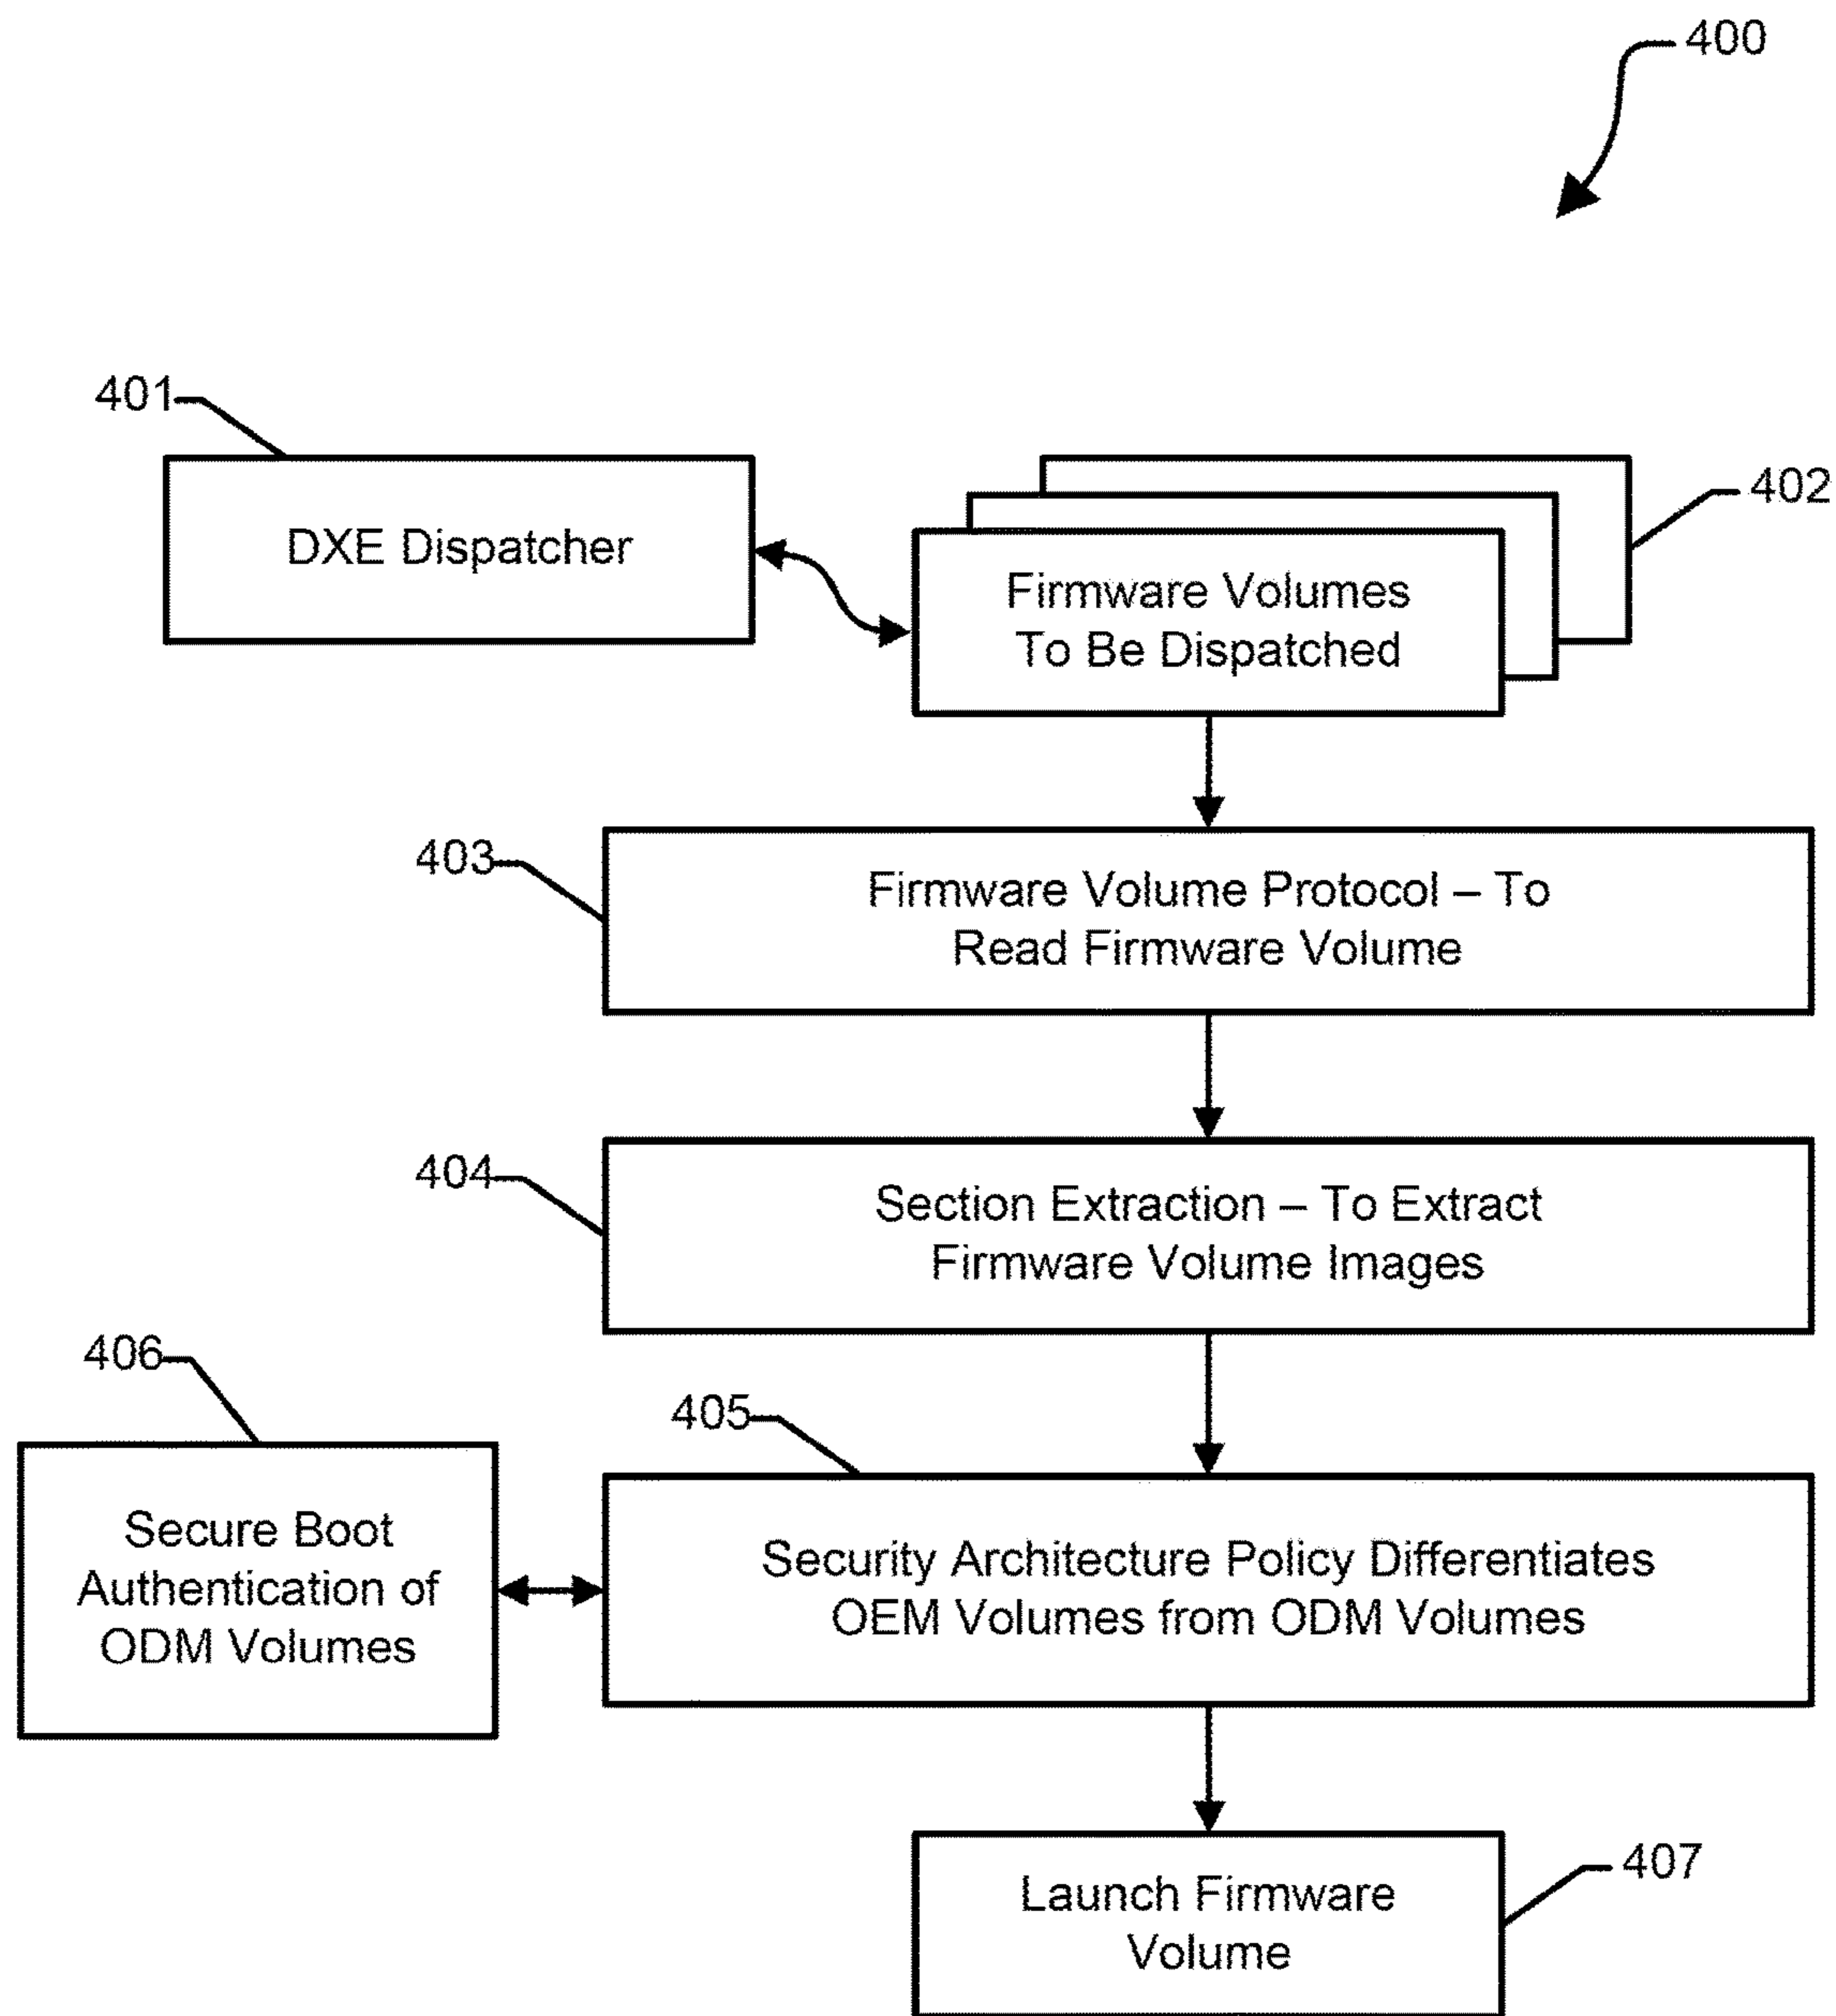 400
401
402
DXE Dispatcher
Firmware Volumes
To Be Dispatched
403
Firmware Volume Protocol – To
Read Firmware Volume
404
Section Extraction – To Extract
Firmware Volume Images
406
405
Secure Boot
Authentication of
ODM Volumes
Security Architecture Policy Differentiates
OEM Volumes from ODM Volumes
407
Launch Firmware
Volume